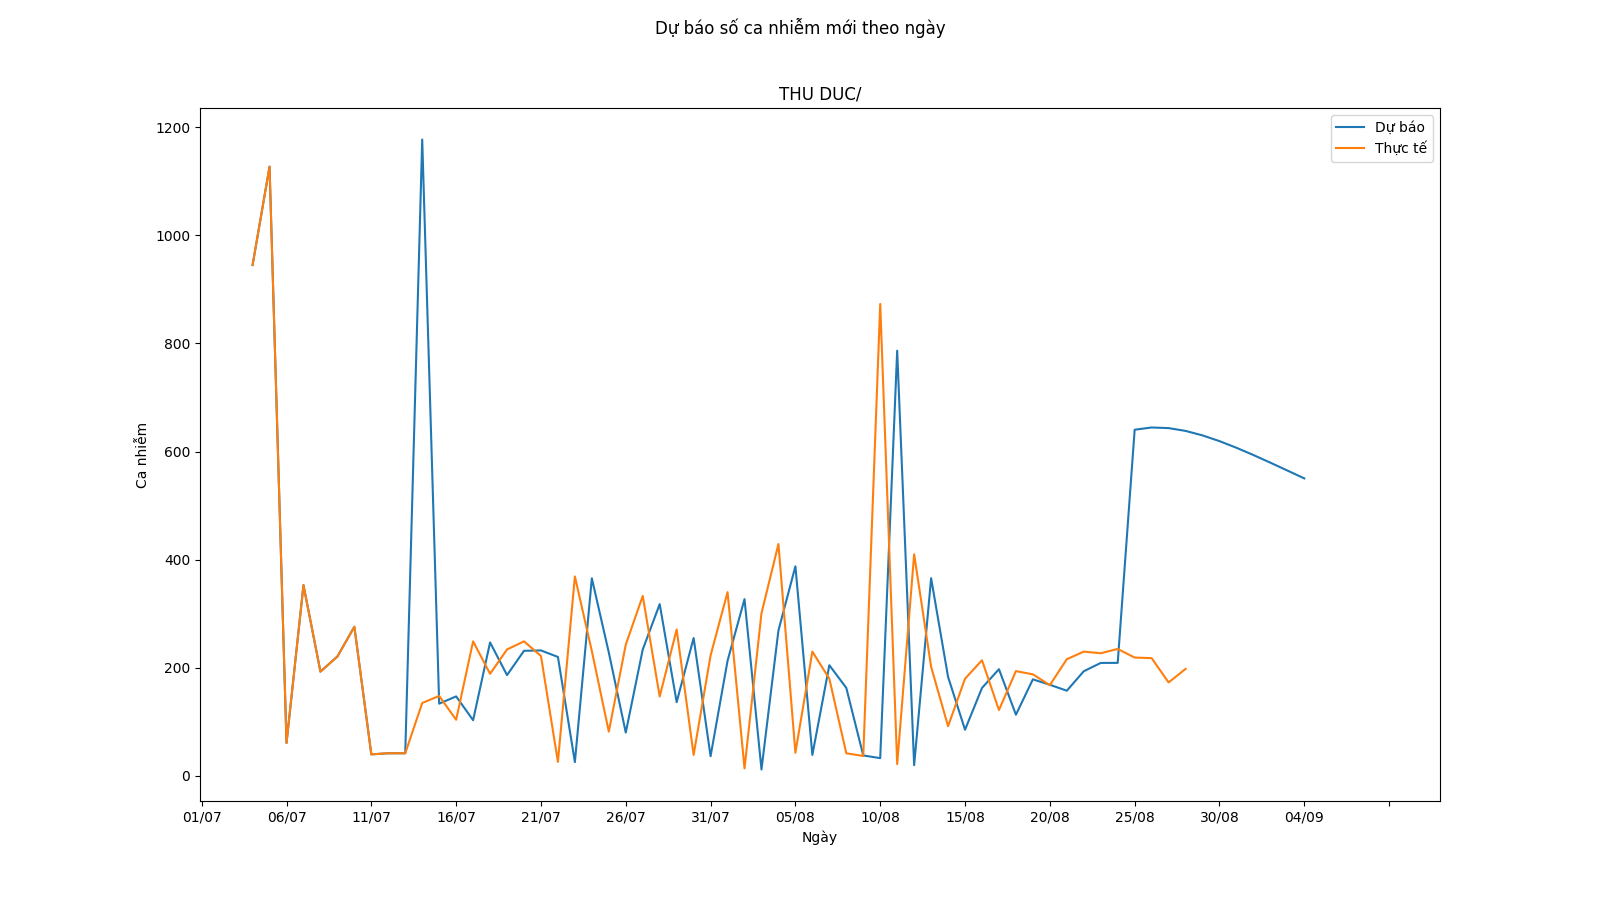 Dự báo số ca nhiễm mới theo ngày
THU DUC/
Dự báo
Thực tế
Ca nhiễm
1200
1000
800
600
400
200
0
01/07 06/07 11/07 16/07 21/07 26/07 31/07 05/08 10/08 15/08 20/08 25/08 30/08 04/09
Ngày